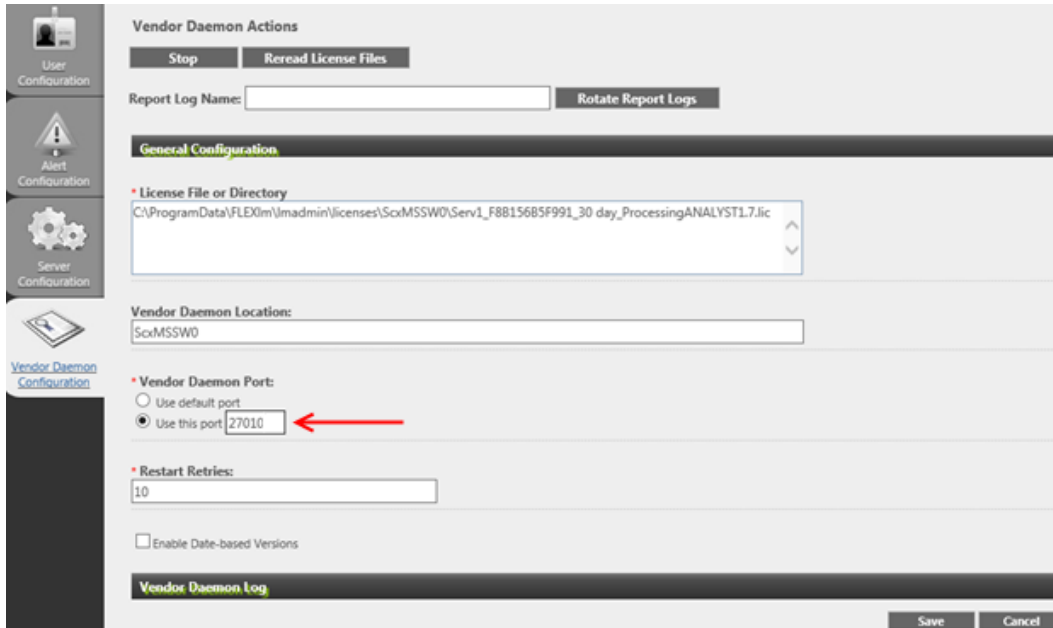 Vendor Daemon Actions
Stop
Reread License Files
Report Log Name:
Rotate Report Logs
General Configuration
* License File or Directory
C:\ProgramData\FLEXlm\lmadmin\licenses\ScxMSSW0\Serv1_F8B156B5F991_30 day_ProcessingANALYST1.7.lic
Vendor Daemon Location:
ScxMSSW0
* Vendor Daemon Port:
Use default port
Use this port 27010
* Restart Retries:
10
Enable Date-based Versions
Vendor Daemon Log
Save
Cancel
User
Configuration
Alert
Configuration
Server
Configuration
Vendor Daemon
Configuration